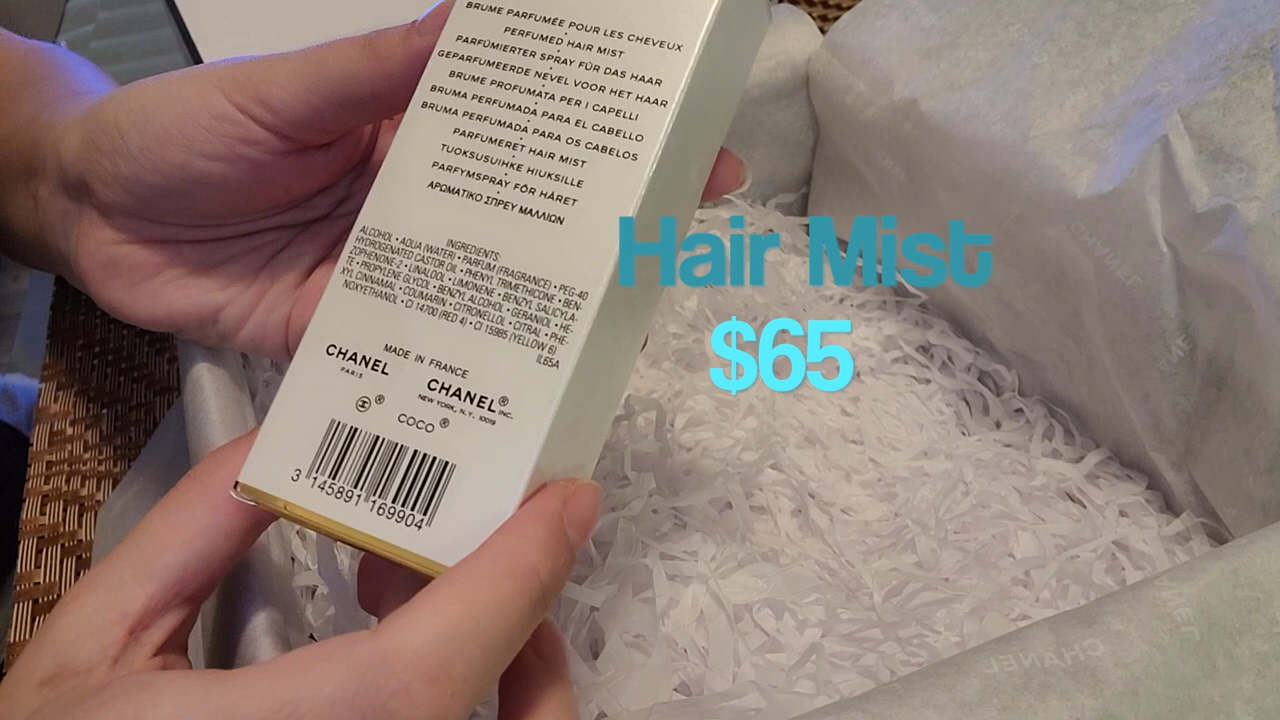 BRUME PARFUMÉE POUR LES CHEVEUX
PERFUMED HAIR MIST
PARFÜMIERTER SPRAY FÜR DAS HAAR
GEPARFUMEERDE NEVEL VOOR HET HAAR
BRUME PROFUMATA PER I CAPELLI
BRUMA PERFUMADA PARA EL CABELLO
BRUMA PERFUMADA PARA OS CABELOS
PARFUMERET HAIR MIST
TUOKSUSUIHKE HIUKSILLE
PARFYMSPRAY FÖR HÅRET
ΑΡΩΜΑΤΙΚΟ ΣΠΡΕΥ ΜΑΛΛΙΩΝ
INGREDIENTS:
ALCOHOL • AQUA (WATER) • PARFUM (FRAGRANCE) • PEG-40
HYDROGENATED CASTOR OIL • PHENYL TRIMETHICONE • BEN-
ZOPHENONE-2 • LINALOOL • LIMONENE • BENZYL SALICYLA-
TE • PROPYLENE GLYCOL • BENZYL ALCOHOL • GERANIOL • HE-
XYL CINNAMAL • COUMARIN • CITRONELLOL • CITRAL • PHE-
NOXYETHANOL • CI 14700 (RED 4) • CI 15985 (YELLOW 6)
IL65A
MADE IN FRANCE
CHANEL
PARIS
CHANEL® INC.
NEW YORK, N.Y. 10019
®
COCO ®
3 145891 169904
Hair Mist
$65
CHANEL